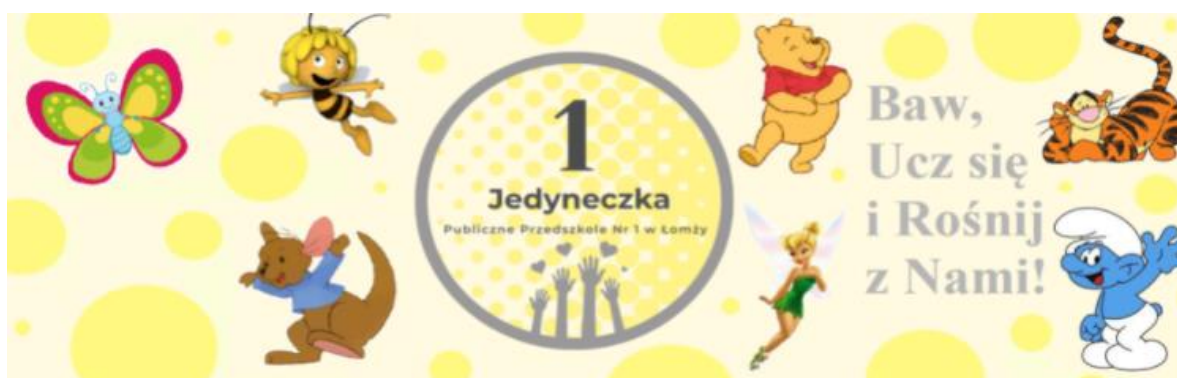 1
Jedyneczka
Publiczne Przedszkole Nr 1 w Łomży
Baw,
Ucz się
i Rośnij
z Nami!